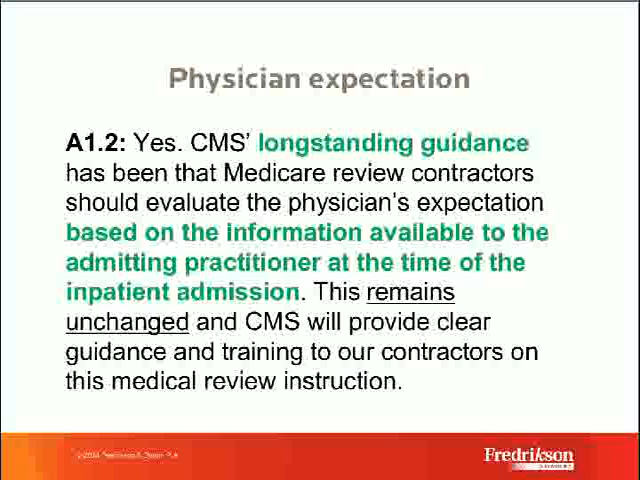 Physician expectation
A1.2: Yes. CMS’ longstanding guidance
has been that Medicare review contractors
should evaluate the physician’s expectation
based on the information available to the
admitting practitioner at the time of the
inpatient admission. This remains
unchanged and CMS will provide clear
guidance and training to our contractors on
this medical review instruction.
Fredrikson